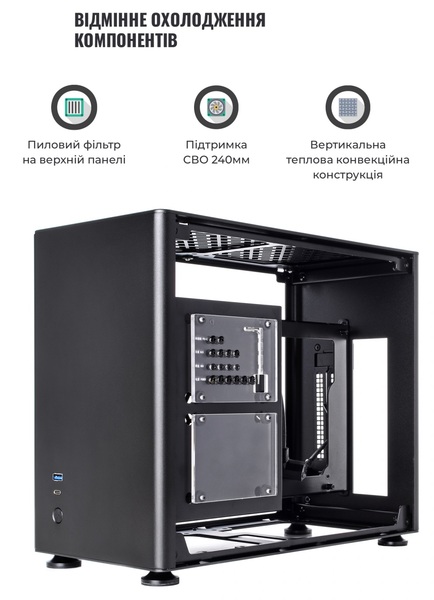 ВІДМІННЕ ОХОЛОДЖЕННЯ
КОМПОНЕНТІВ
Пиловий фільтр
на верхній панелі
Підтримка
СВО 240мм
Вертикальна
теплова конвекційна
конструкція